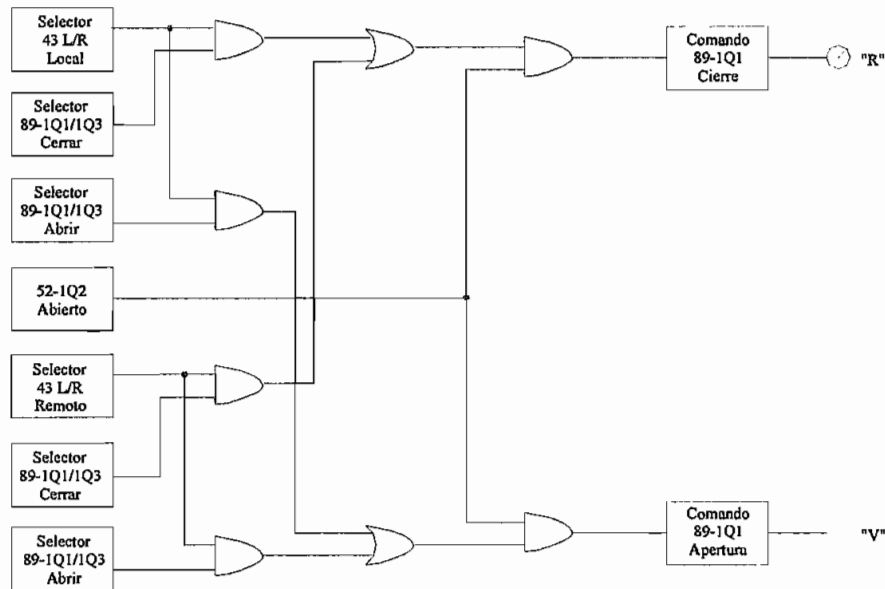 Selector
43 L/R
Local
Selector
89-1Q1/1Q3
Cerrar
Selector
89-1Q1/1Q3
Abrir
52-1Q2
Abierto
Selector
43 L/R
Remoto
Selector
89-1Q1/1Q3
Cerrar
Selector
89-1Q1/1Q3
Abrir
Comando
89-1Q1
Cierre
"R"
Comando
89-1Q1
Apertura
"V"